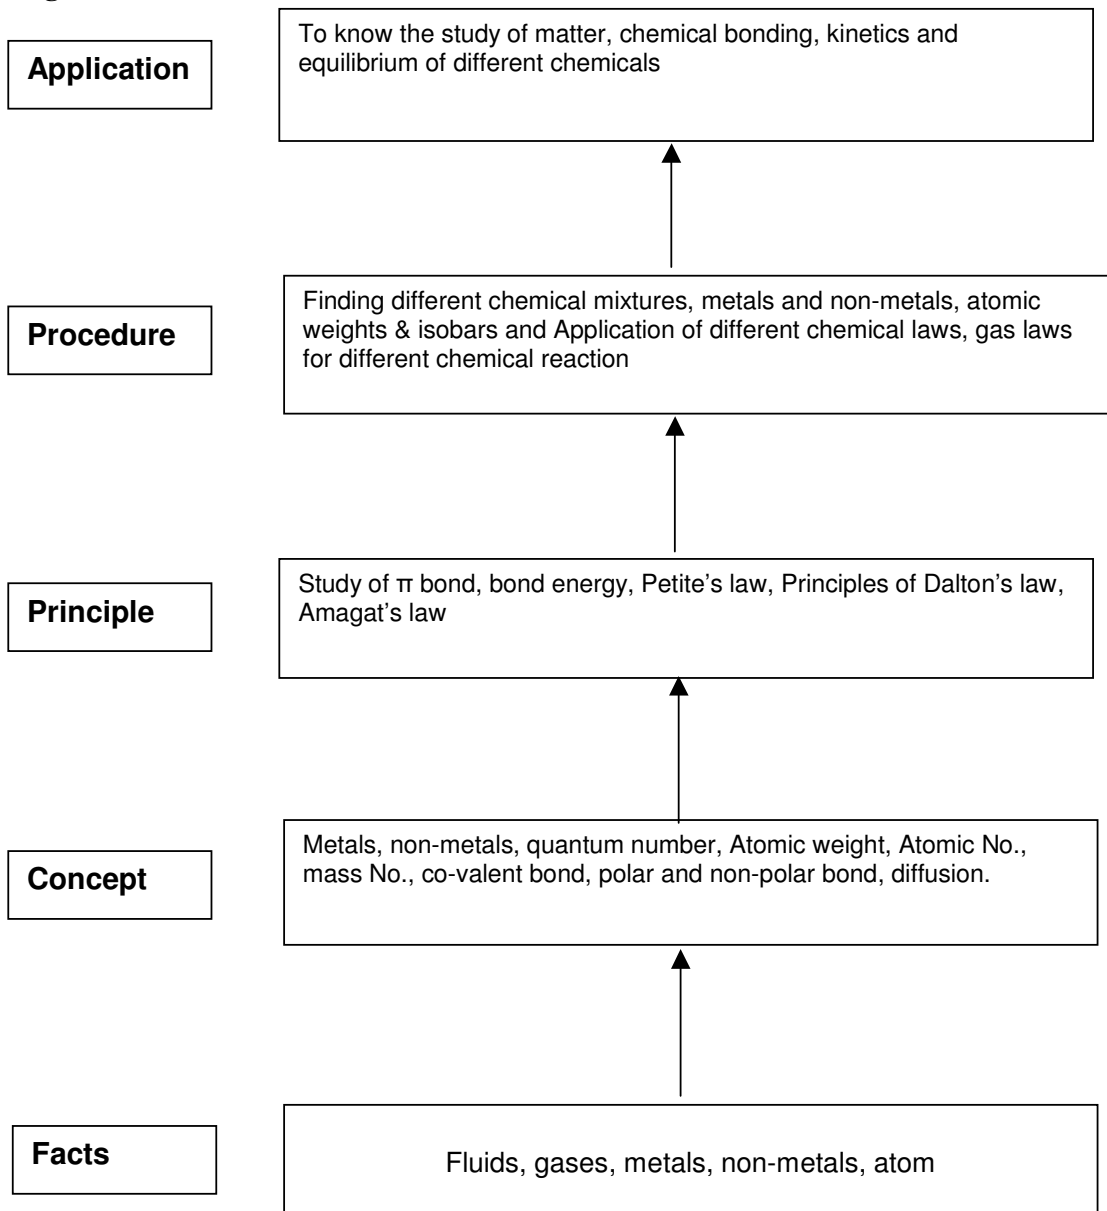 Application
To know the study of matter, chemical bonding, kinetics and
equilibrium of different chemicals
Procedure
Finding different chemical mixtures, metals and non-metals, atomic
weights & isobars and Application of different chemical laws, gas laws
for different chemical reaction
Principle
Study of π bond, bond energy, Petite’s law, Principles of Dalton’s law,
Amagat’s law
Concept
Metals, non-metals, quantum number, Atomic weight, Atomic No.,
mass No., co-valent bond, polar and non-polar bond, diffusion.
Facts
Fluids, gases, metals, non-metals, atom